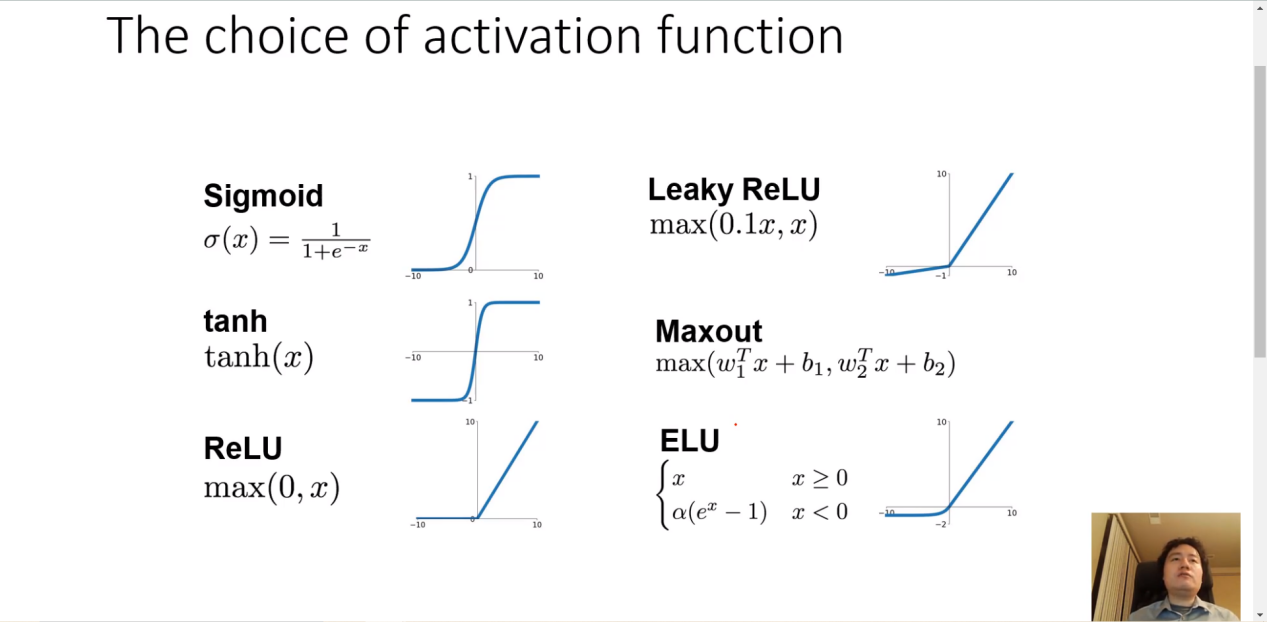 The choice of activation function
Sigmoid
σ(x) = 1/(1+e^{-x})
1
0
-10
10
tanh
tanh(x)
1
-10
10
-1
ReLU
max(0, x)
10
0
-10
10
Leaky ReLU
max(0.1x, x)
10
-10
-1
10
Maxout
max(w_1^T x + b_1, w_2^T x + b_2)
ELU
x x ≥ 0
α(e^x − 1) x < 0
10
-10
-2
10